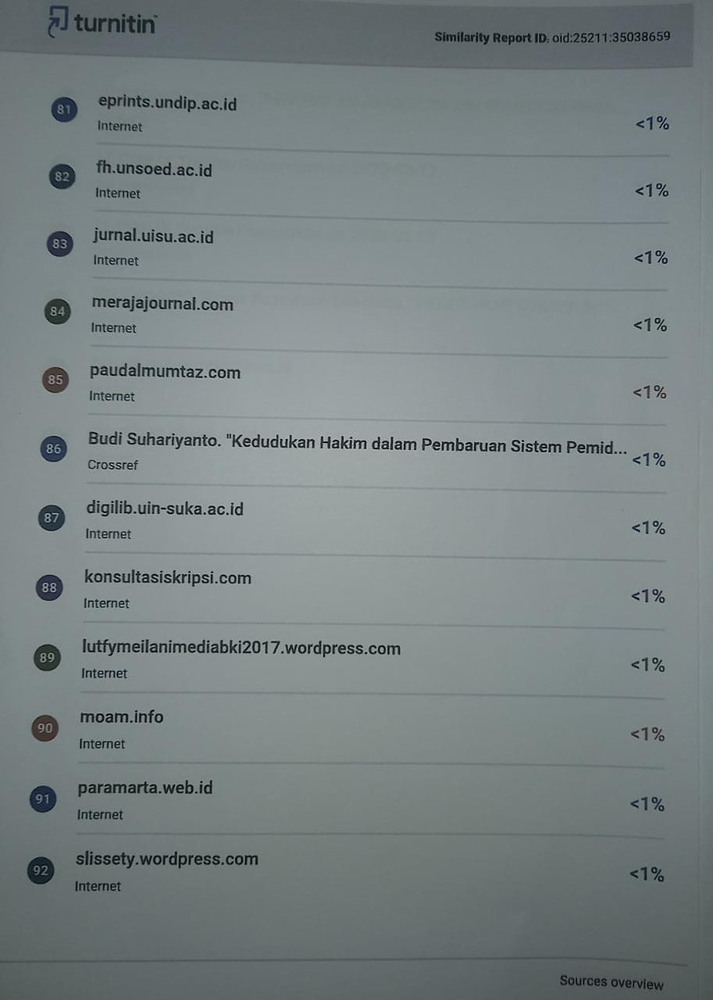 turnitin
Similarity Report ID: oid:25211:35038659
81 eprints.undip.ac.id
Internet
<1%
82 fh.unsoed.ac.id
Internet
<1%
83 jurnal.uisu.ac.id
Internet
<1%
84 merajajournal.com
Internet
<1%
85 paudalmumtaz.com
Internet
<1%
86 Budi Suhariyanto. "Kedudukan Hakim dalam Pembaruan Sistem Pemid...
Crossref
<1%
87 digilib.uin-suka.ac.id
Internet
<1%
88 konsultasiskripsi.com
Internet
<1%
89 lutfymeilanimediabki2017.wordpress.com
Internet
<1%
90 moam.info
Internet
<1%
91 paramarta.web.id
Internet
<1%
92 slissety.wordpress.com
Internet
<1%
Sources overview